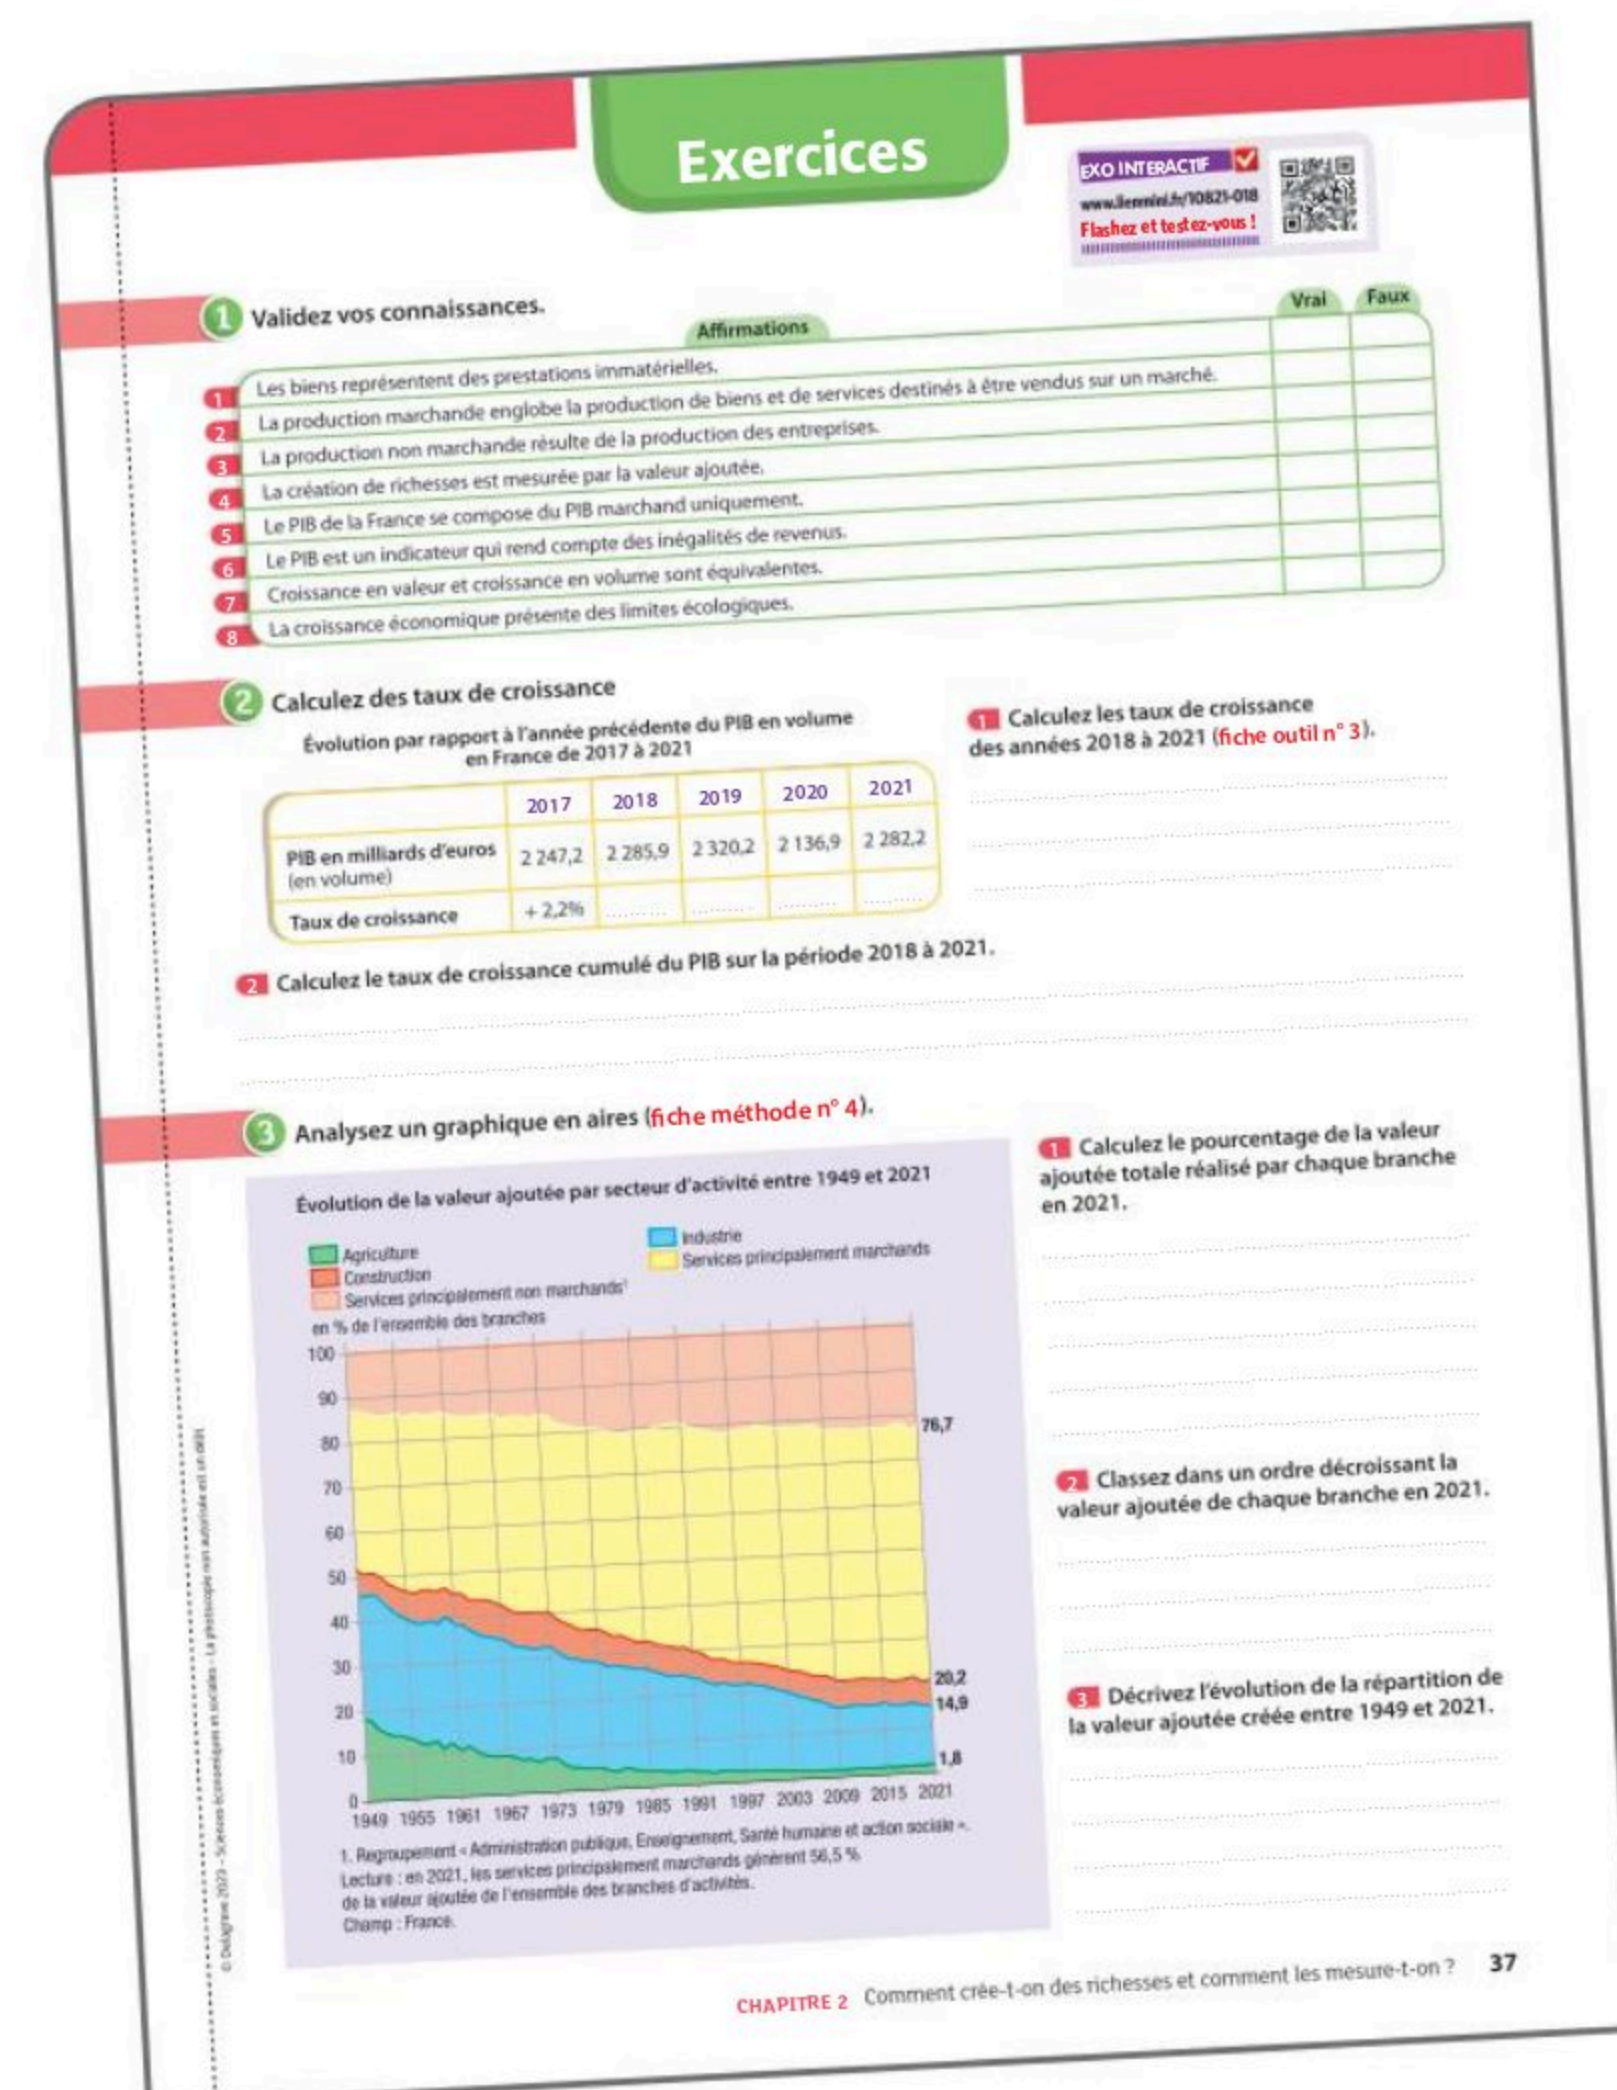 Exercices
EXO INTERACTIF
www.lienmini.fr/10821-018
Flashez et testez-vous !
1 Validez vos connaissances.
Affirmations
Vrai
Faux
1 Les biens représentent des prestations immatérielles.
2 La production marchande englobe la production de biens et de services destinés à être vendus sur un marché.
3 La production non marchande résulte de la production des entreprises.
4 La création de richesses est mesurée par la valeur ajoutée.
5 Le PIB de la France se compose du PIB marchand uniquement.
6 Le PIB est un indicateur qui rend compte des inégalités de revenus.
7 Croissance en valeur et croissance en volume sont équivalentes.
8 La croissance économique présente des limites écologiques.
2 Calculez des taux de croissance
Évolution par rapport à l'année précédente du PIB en volume
en France de 2017 à 2021
2017 2018 2019 2020 2021
PIB en milliards d'euros
(en volume)
2 247,2 2 285,9 2 320,2 2 136,9 2 282,2
Taux de croissance + 2,2%
1 Calculez les taux de croissance
des années 2018 à 2021 (fiche outil n° 3).
2 Calculez le taux de croissance cumulé du PIB sur la période 2018 à 2021.
3 Analysez un graphique en aires (fiche méthode n° 4).
Évolution de la valeur ajoutée par secteur d'activité entre 1949 et 2021
Agriculture
Construction
Services principalement non marchands¹
Industrie
Services principalement marchands
en % de l'ensemble des branches
100
90
80
70
60
50
40
30
20
10
0
76,7
20,2
14,9
1,8
1949 1955 1961 1967 1973 1979 1985 1991 1997 2003 2009 2015 2021
1. Regroupement « Administration publique, Enseignement, Santé humaine et action sociale ».
Lecture : en 2021, les services principalement marchands génèrent 56,5 %
de la valeur ajoutée de l'ensemble des branches d'activités.
Champ : France.
1 Calculez le pourcentage de la valeur
ajoutée totale réalisé par chaque branche
en 2021.
2 Classez dans un ordre décroissant la
valeur ajoutée de chaque branche en 2021.
3 Décrivez l'évolution de la répartition de
la valeur ajoutée créée entre 1949 et 2021.
© Delagrave 2023 - Sciences économiques et sociales - La photocopie non autorisée est un délit
CHAPITRE 2 Comment crée-t-on des richesses et comment les mesure-t-on ? 37